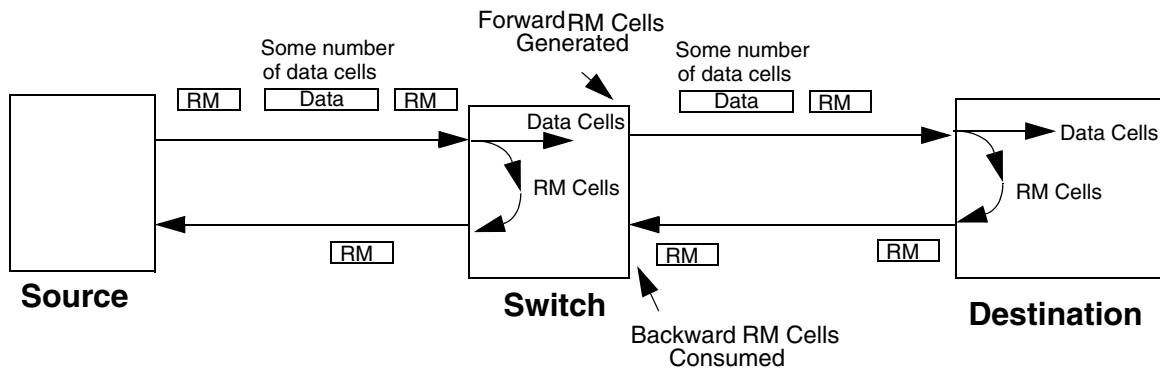 Forward RM Cells
Generated
Some number
of data cells
RM
Data
RM
Some number
of data cells
Data
RM
Data Cells
RM Cells
Data Cells
RM Cells
RM
RM
RM
Source
Switch
Destination
Backward RM Cells
Consumed